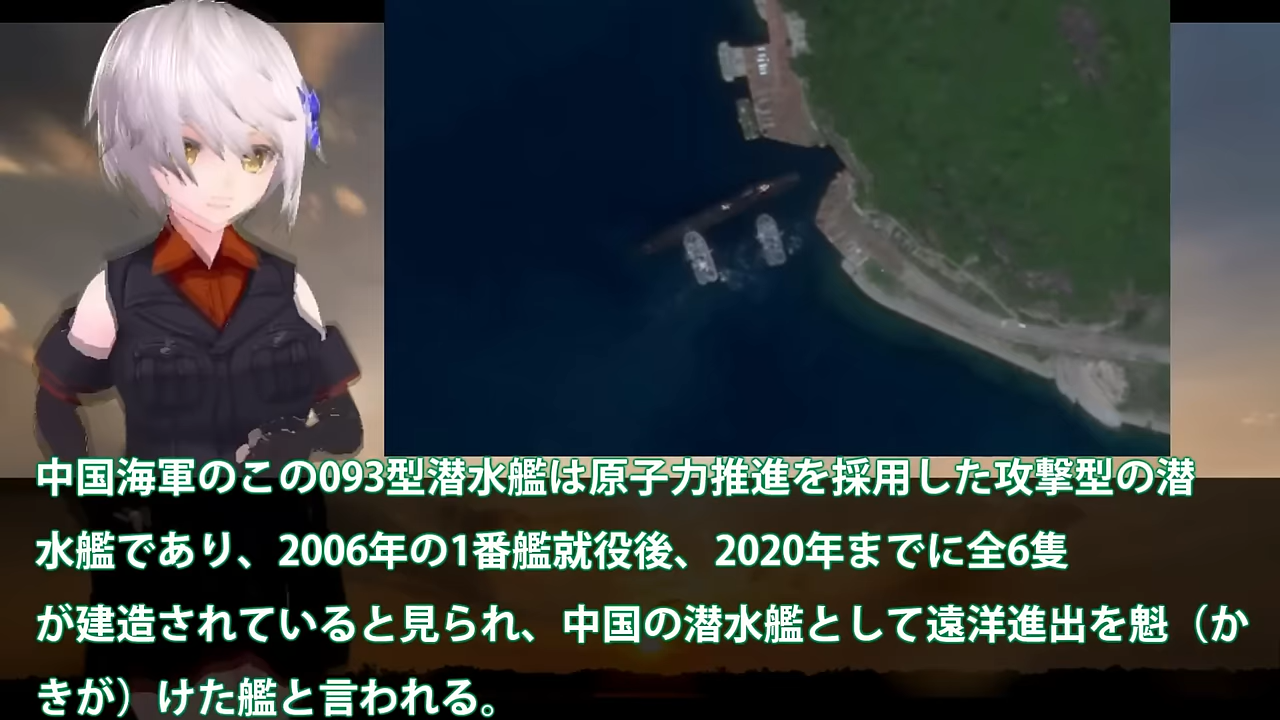 中国海軍のこの093型潜水艦は原子力推進を採用した攻撃型の潜
水艦であり、2006年の1番艦就役後、2020年までに全6隻
が建造されていると見られ、中国の潜水艦として遠洋進出を魁（か
きが）けた艦と言われる。